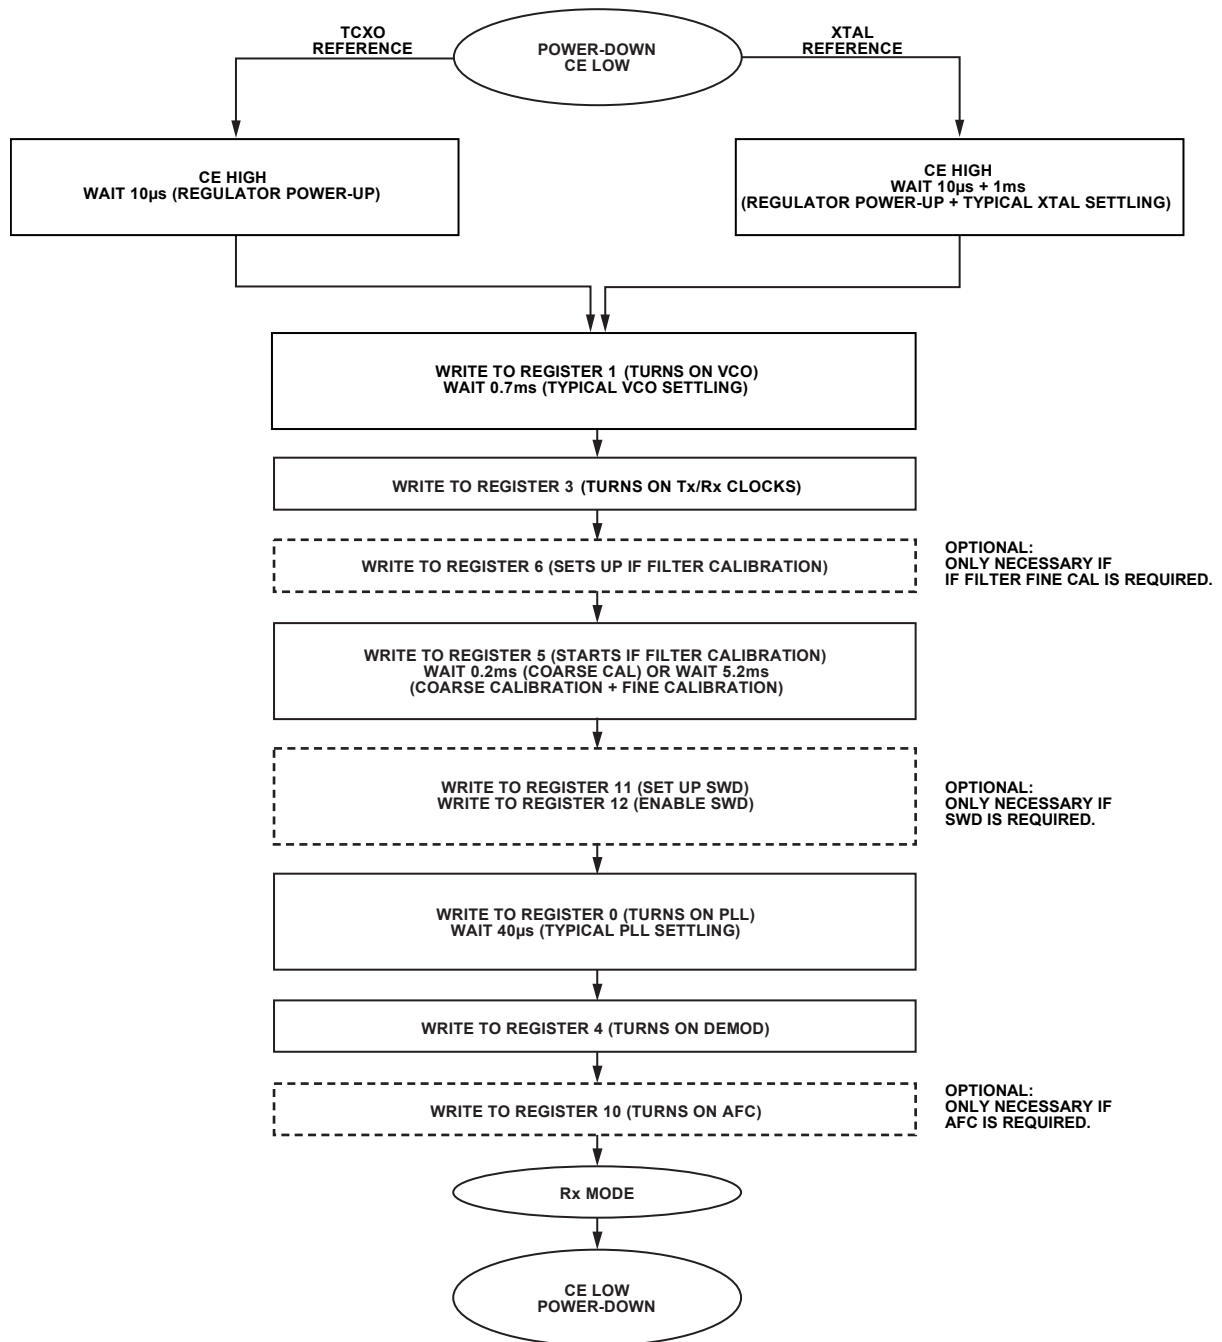 TCXO
REFERENCE
POWER-DOWN
CE LOW
XTAL
REFERENCE
CE HIGH
WAIT 10µs (REGULATOR POWER-UP)
CE HIGH
WAIT 10µs + 1ms
(REGULATOR POWER-UP + TYPICAL XTAL SETTLING)
WRITE TO REGISTER 1 (TURNS ON VCO)
WAIT 0.7ms (TYPICAL VCO SETTLING)
WRITE TO REGISTER 3 (TURNS ON Tx/Rx CLOCKS)
WRITE TO REGISTER 6 (SETS UP IF FILTER CALIBRATION)
OPTIONAL:
ONLY NECESSARY IF
IF FILTER FINE CAL IS REQUIRED.
WRITE TO REGISTER 5 (STARTS IF FILTER CALIBRATION)
WAIT 0.2ms (COARSE CAL) OR WAIT 5.2ms
(COARSE CALIBRATION + FINE CALIBRATION)
WRITE TO REGISTER 11 (SET UP SWD)
WRITE TO REGISTER 12 (ENABLE SWD)
OPTIONAL:
ONLY NECESSARY IF
SWD IS REQUIRED.
WRITE TO REGISTER 0 (TURNS ON PLL)
WAIT 40µs (TYPICAL PLL SETTLING)
WRITE TO REGISTER 4 (TURNS ON DEMOD)
WRITE TO REGISTER 10 (TURNS ON AFC)
OPTIONAL:
ONLY NECESSARY IF
AFC IS REQUIRED.
Rx MODE
CE LOW
POWER-DOWN